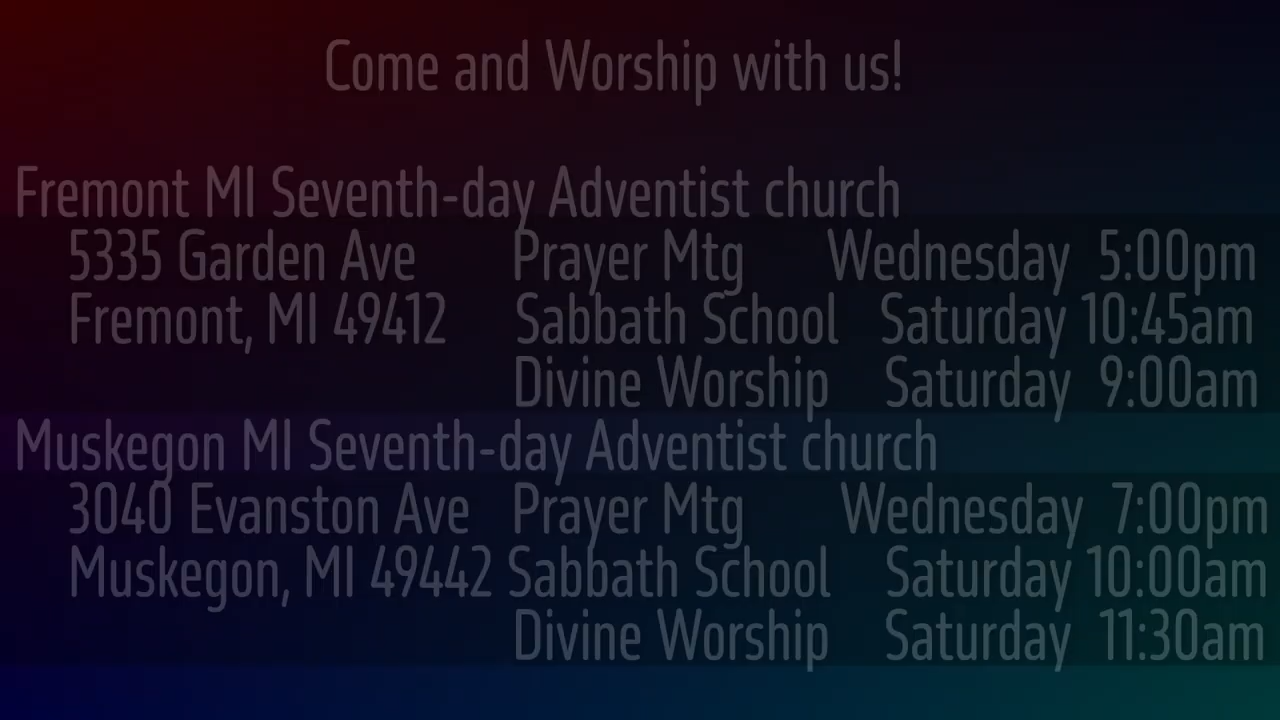 Come and Worship with us!
Fremont MI Seventh-day Adventist church
5335 Garden Ave Prayer Mtg Wednesday 5:00pm
Fremont, MI 49412 Sabbath School Saturday 10:45am
Divine Worship Saturday 9:00am
Muskegon MI Seventh-day Adventist church
3040 Evanston Ave Prayer Mtg Wednesday 7:00pm
Muskegon, MI 49442 Sabbath School Saturday 10:00am
Divine Worship Saturday 11:30am